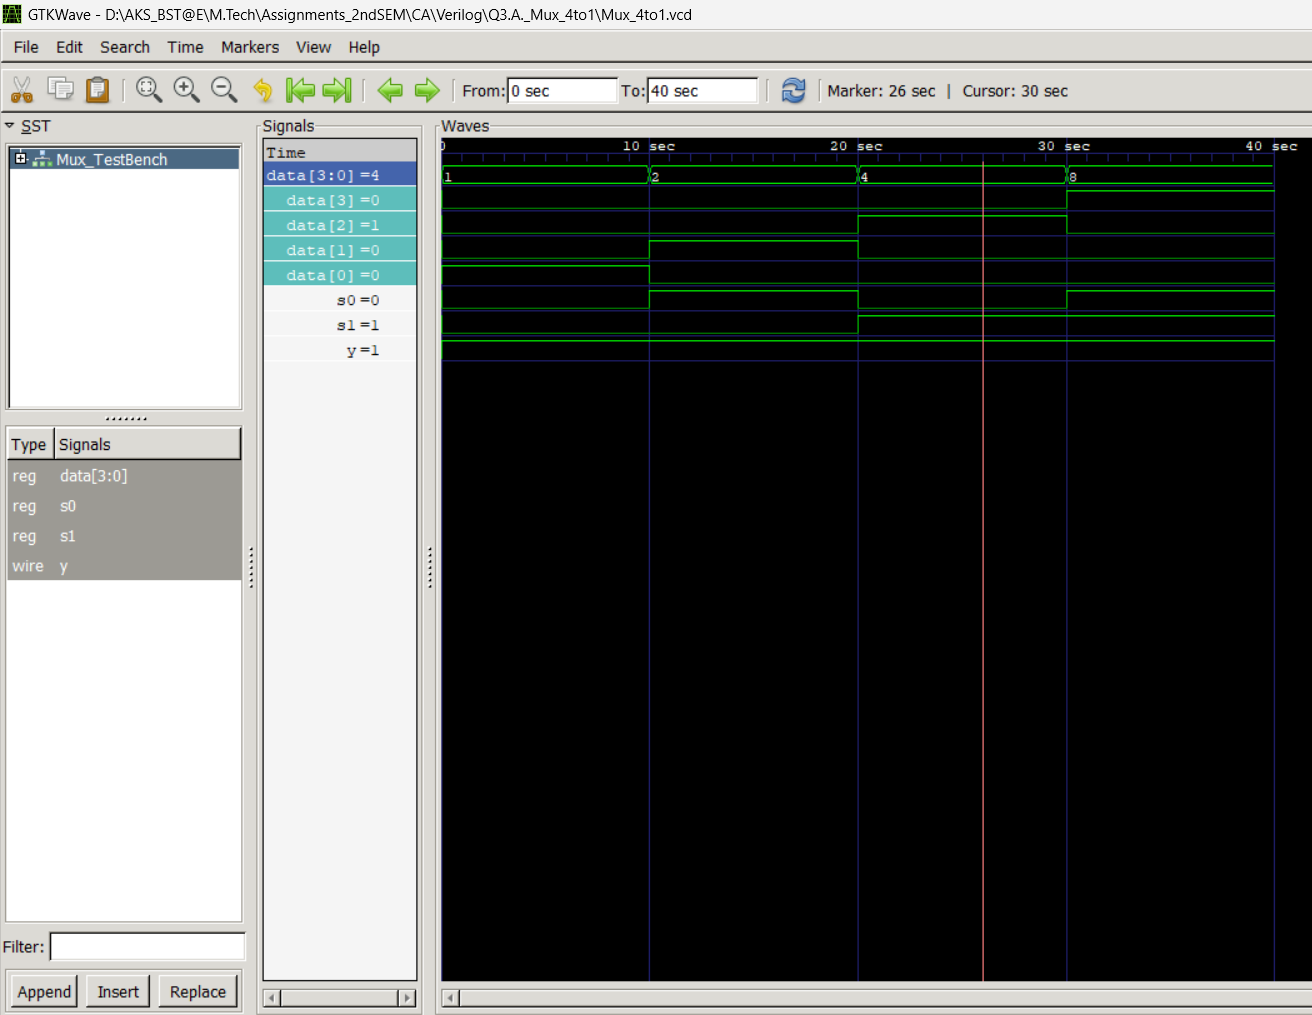 GTKWave - D:\AKS_BST@E\M.Tech\Assignments_2ndSEM\CA\Verilog\Q3.A._Mux_4to1\Mux_4to1.vcd
File Edit Search Time Markers View Help
From: 0 sec To: 40 sec Marker: 26 sec | Cursor: 30 sec
SST
Mux_TestBench
Type Signals
reg data[3:0]
reg s0
reg s1
wire y
Filter:
Append Insert Replace
Signals
Time
data[3:0] =4
data[3] =0
data[2] =1
data[1] =0
data[0] =0
s0 =0
s1 =1
y =1
Waves
0 10 sec 20 sec 30 sec 40 sec
1 2 4 8